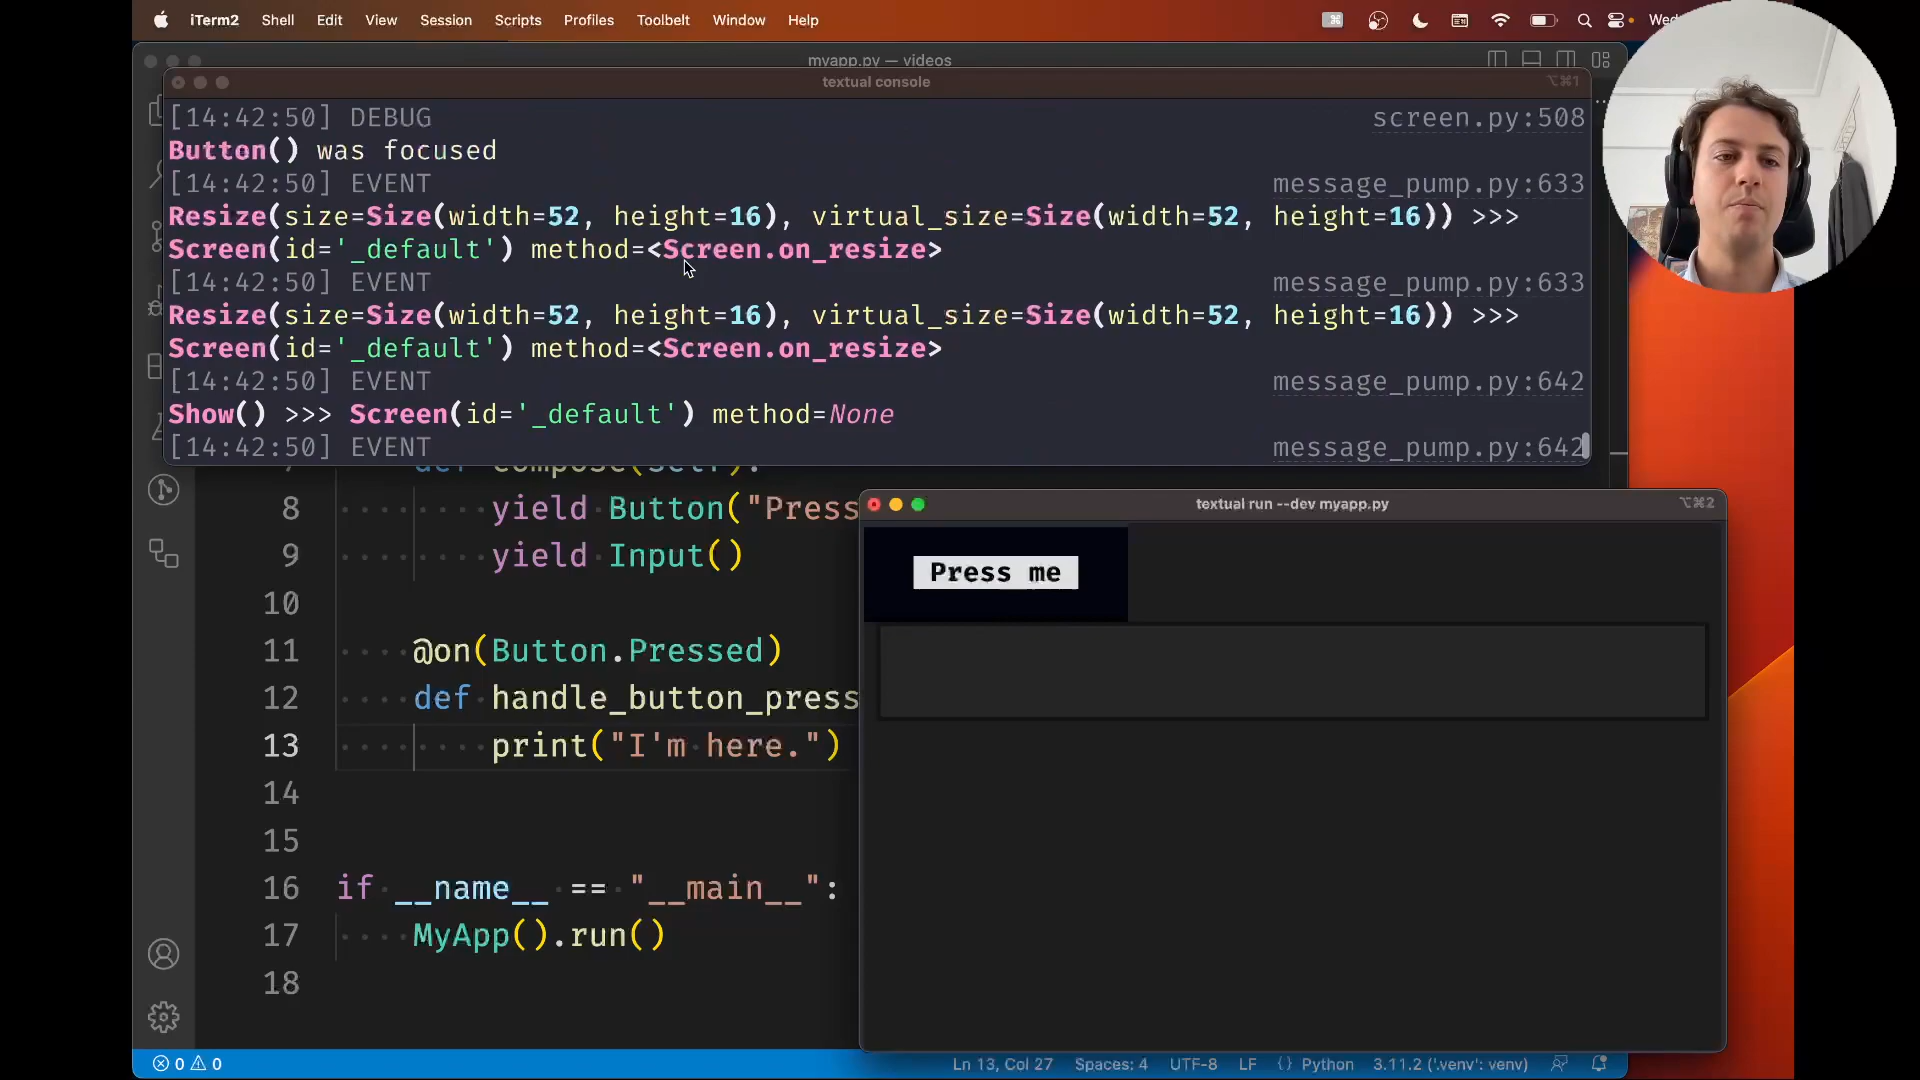 iTerm2 Shell Edit View Session Scripts Profiles Toolbelt Window Help
myapp.py — videos
textual console
⌥⌘1
[14:42:50] DEBUG screen.py:508
Button() was focused
[14:42:50] EVENT message_pump.py:633
Resize(size=Size(width=52, height=16), virtual_size=Size(width=52, height=16)) >>>
Screen(id='_default') method=<Screen.on_resize>
[14:42:50] EVENT message_pump.py:633
Resize(size=Size(width=52, height=16), virtual_size=Size(width=52, height=16)) >>>
Screen(id='_default') method=<Screen.on_resize>
[14:42:50] EVENT message_pump.py:642
Show() >>> Screen(id='_default') method=None
[14:42:50] EVENT message_pump.py:642
def compose(self):
8 yield Button("Press
9 yield Input()
10
11 @on(Button.Pressed)
12 def handle_button_press
13 print("I'm here.")
14
15
16 if __name__ == "__main__":
17 MyApp().run()
18
textual run --dev myapp.py
⌥⌘2
Press me
0 0 Ln 13, Col 27 Spaces: 4 UTF-8 LF {} Python 3.11.2 ('.venv': venv)